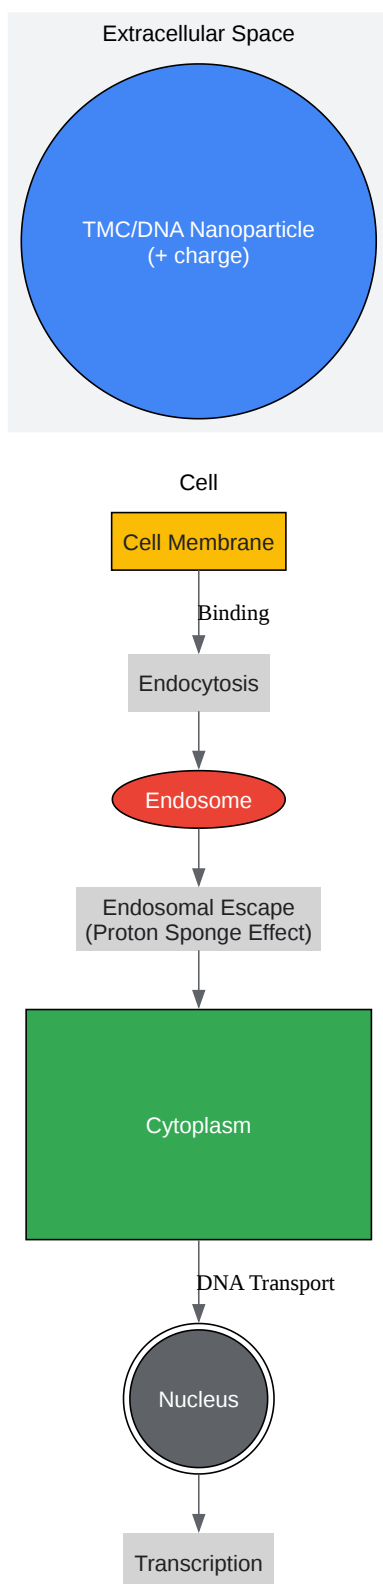 Extracellular Space
TMC/DNA Nanoparticle
(+ charge)
Cell
Cell Membrane
Binding
Endocytosis
Endosome
Endosomal Escape
(Proton Sponge Effect)
Cytoplasm
DNA Transport
Nucleus
Transcription